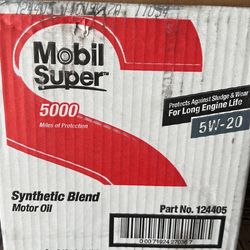 Mobil
Super™
5000
Miles of Protection
Protects Against Sludge & Wear
For Long Engine Life
5W-20
Synthetic Blend
Motor Oil
Part No. 124405